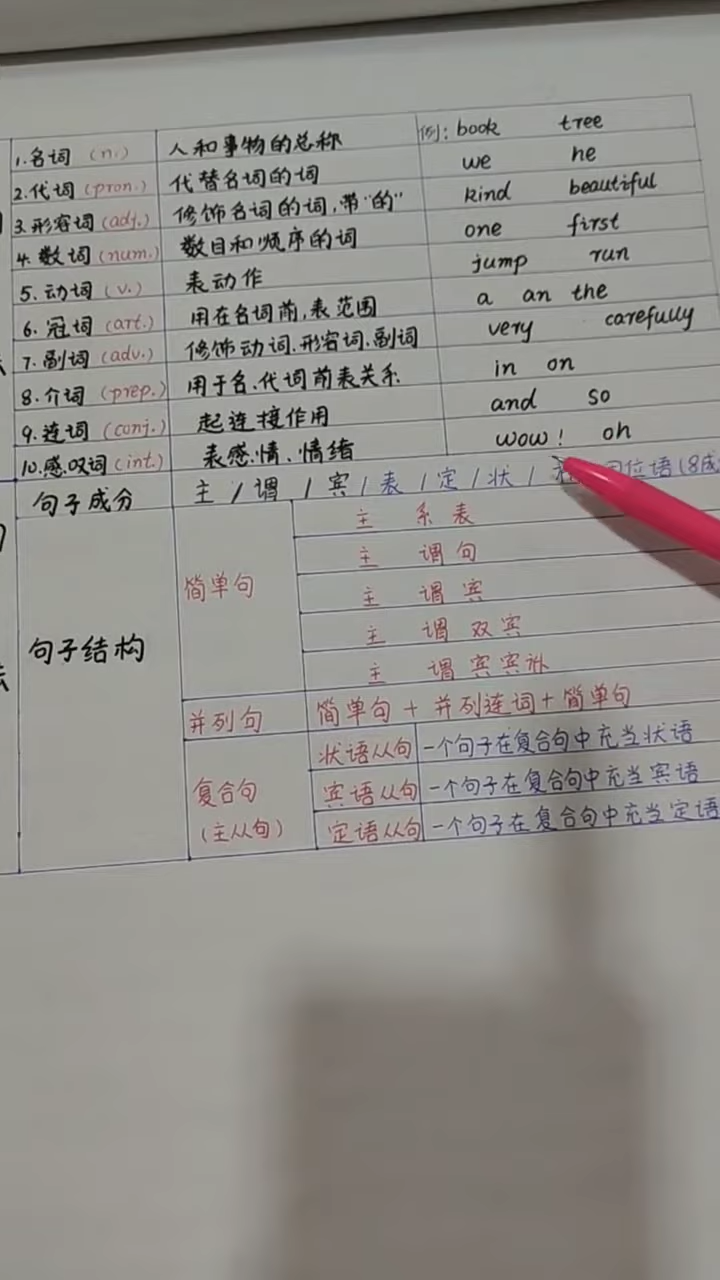 1.名词 (n.) 人和事物的总称 例: book tree
2.代词 (pron.) 代替名词的词 we he
3.形容词 (adj.) 修饰名词的词,带"的" kind beautiful
4.数词 (num.) 数目和顺序的词 one first
5.动词 (v.) 表动作 jump run
6.冠词 (art.) 用在名词前,表范围 a an the
7.副词 (adv.) 修饰动词、形容词、副词 very carefully
8.介词 (prep.) 用于名、代词前表关系 in on
9.连词 (conj.) 起连接作用 and so
10.感叹词 (int.) 表感情、情绪 wow! oh
句子成分 主/谓/宾/表/定/状/ 同位语(8成
句子结构
简单句
主 系 表
主 谓句
主 谓 宾
主 谓 双宾
主 谓宾宾补
并列句 简单句+并列连词+简单句
复合句
(主从句)
状语从句 一个句子在复合句中充当状语
宾语从句 一个句子在复合句中充当宾语
定语从句 一个句子在复合句中充当定语